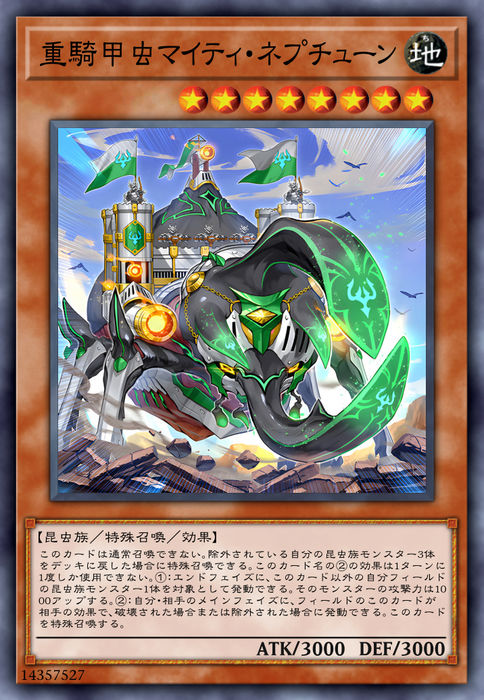 重騎甲虫マイティ・ネプチューン
地
ち
【昆虫族／特殊召喚／効果】
このカードは通常召喚できない。除外されている自分の昆虫族モンスター3体
をデッキに戻した場合に特殊召喚できる。このカード名の②の効果は1ターンに
1度しか使用できない。①：エンドフェイズに、このカード以外の自分フィールド
の昆虫族モンスター1体を対象として発動できる。そのモンスターの攻撃力は10
00アップする。②：自分・相手のメインフェイズに、フィールドのこのカードが
相手の効果で、破壊された場合または除外された場合に発動できる。このカード
を特殊召喚する。
ATK/3000 DEF/3000
14357527